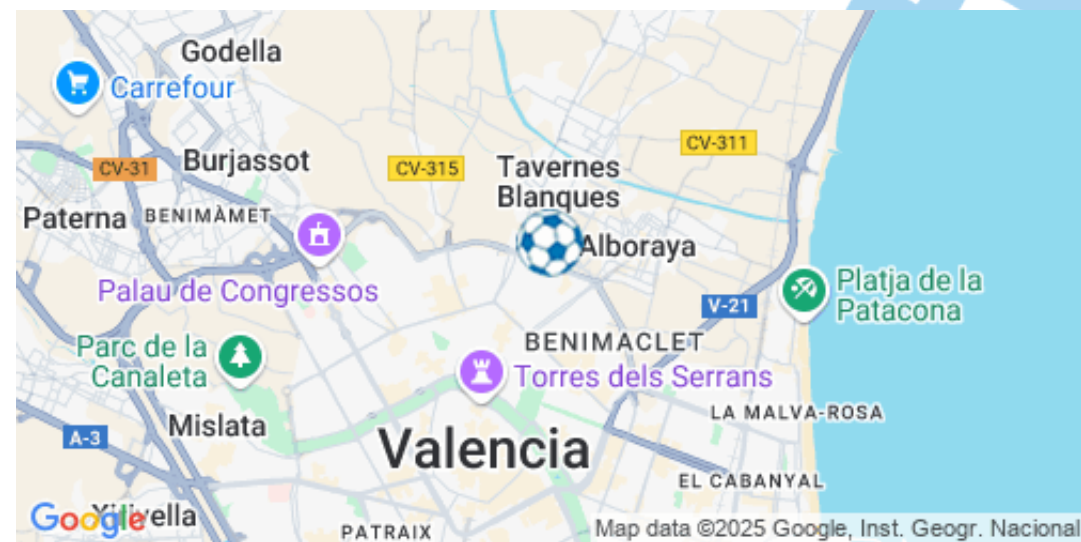 Godella
Carrefour
CV-311
Tavernes
Blanques
CV-31
Burjassot
CV-315
Paterna
BENIMÀMET
Alboraya
Palau de Congressos
Platja de la
Patacona
V-21
BENIMACLET
Parc de la
Canaleta
Torres dels Serrans
LA MALVA-ROSA
Mislata
A-3
Valencia
EL CABANYAL
Google
PATRAIX
Map data ©2025 Google, Inst. Geogr. Nacional